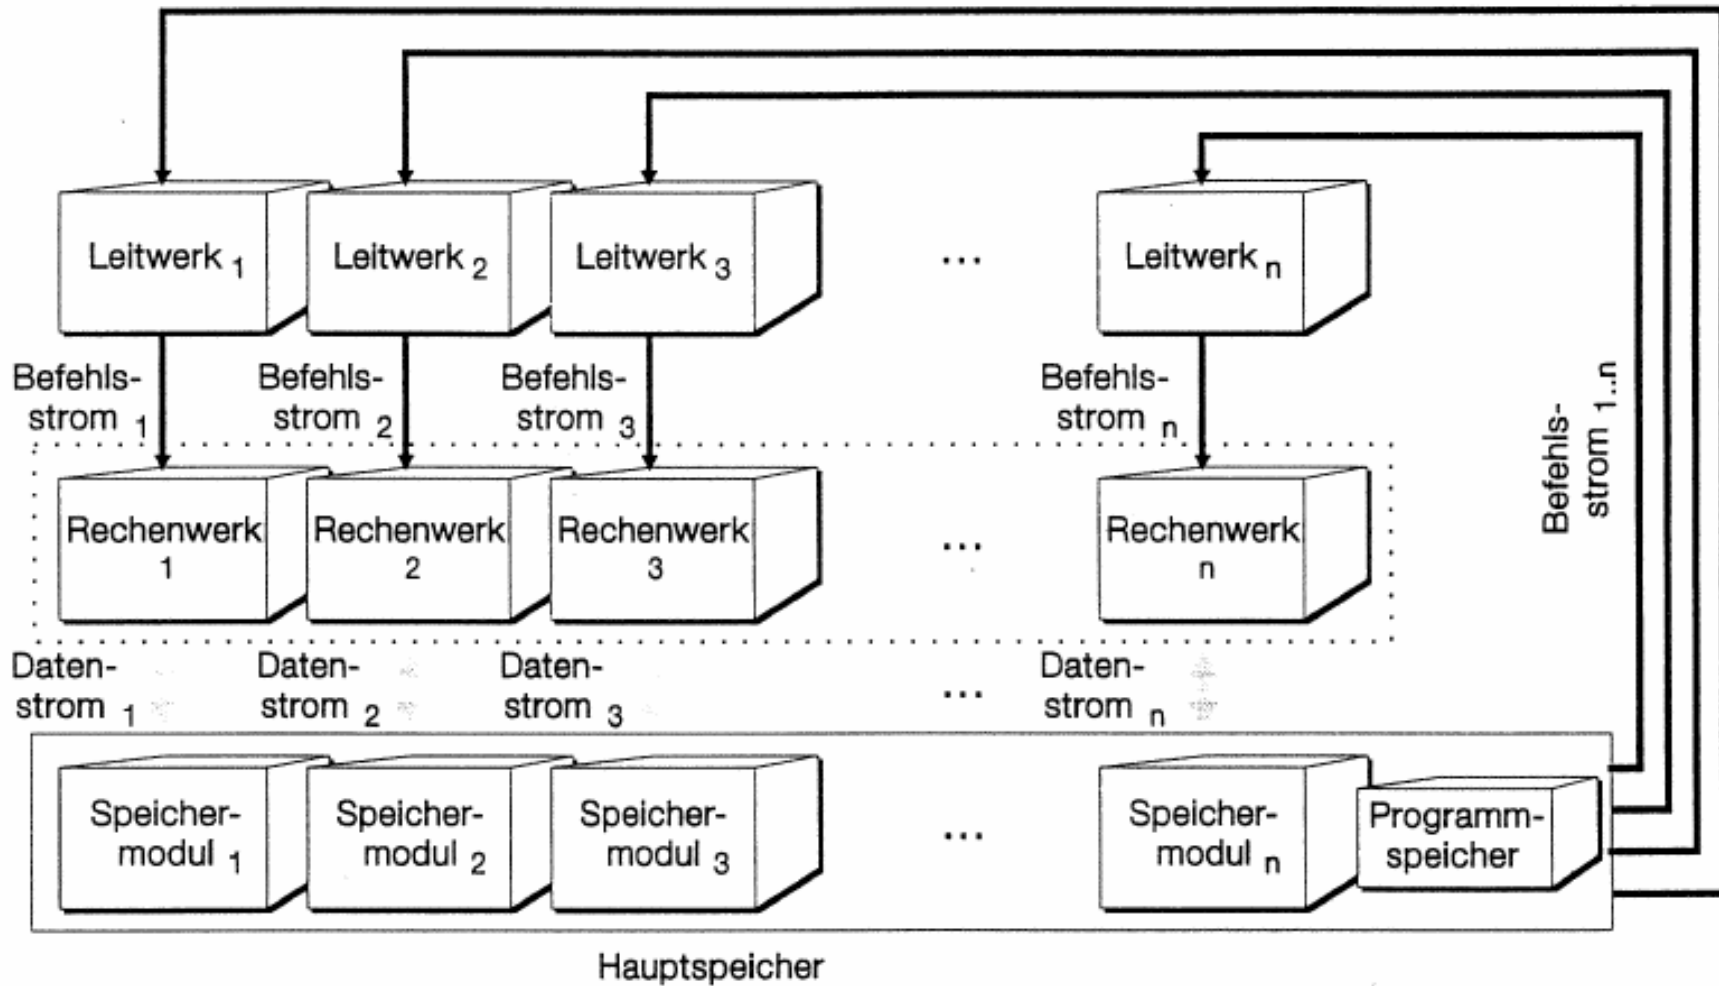 Leitwerk 1
Leitwerk 2
Leitwerk 3
...
Leitwerk n
Befehls-
strom 1
Befehls-
strom 2
Befehls-
strom 3
Befehls-
strom n
Befehls-
strom 1..n
Rechenwerk
1
Rechenwerk
2
Rechenwerk
3
...
Rechenwerk
n
Daten-
strom 1
Daten-
strom 2
Daten-
strom 3
...
Daten-
strom n
Speicher-
modul 1
Speicher-
modul 2
Speicher-
modul 3
...
Speicher-
modul n
Programm-
speicher
Hauptspeicher